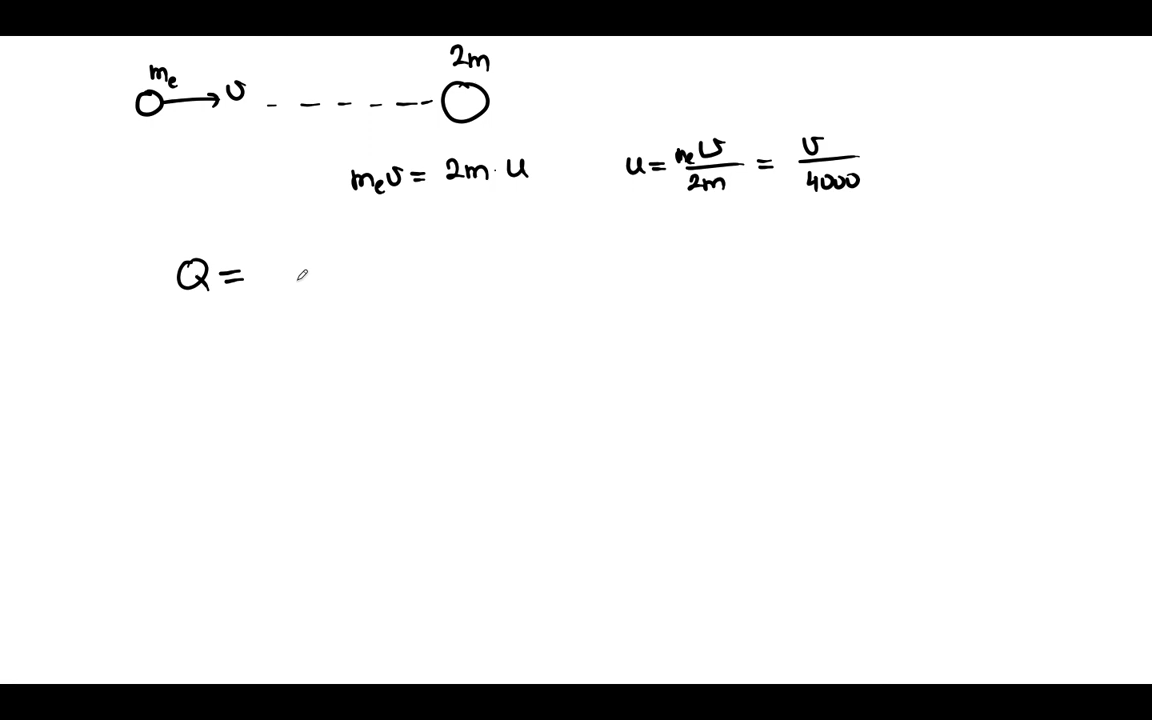 mₑ 2m
v
mₑv = 2m · u u = mₑv/2m = v/4000
Q =